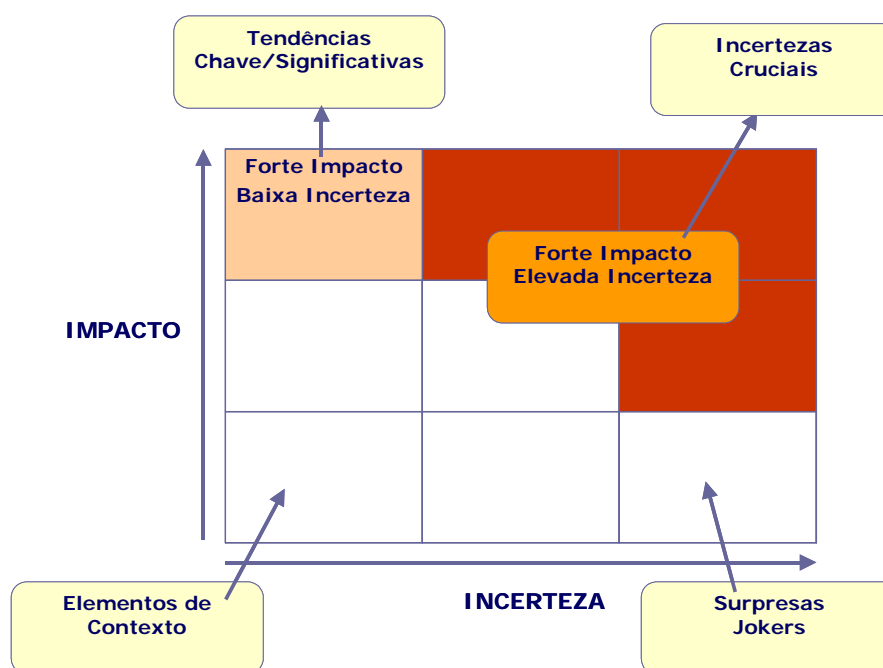 Tendências
Chave/Significativas
Incertezas
Cruciais
Forte Impacto
Baixa Incerteza
Forte Impacto
Elevada Incerteza
IMPACTO
Elementos de
Contexto
INCERTEZA
Surpresas
Jokers